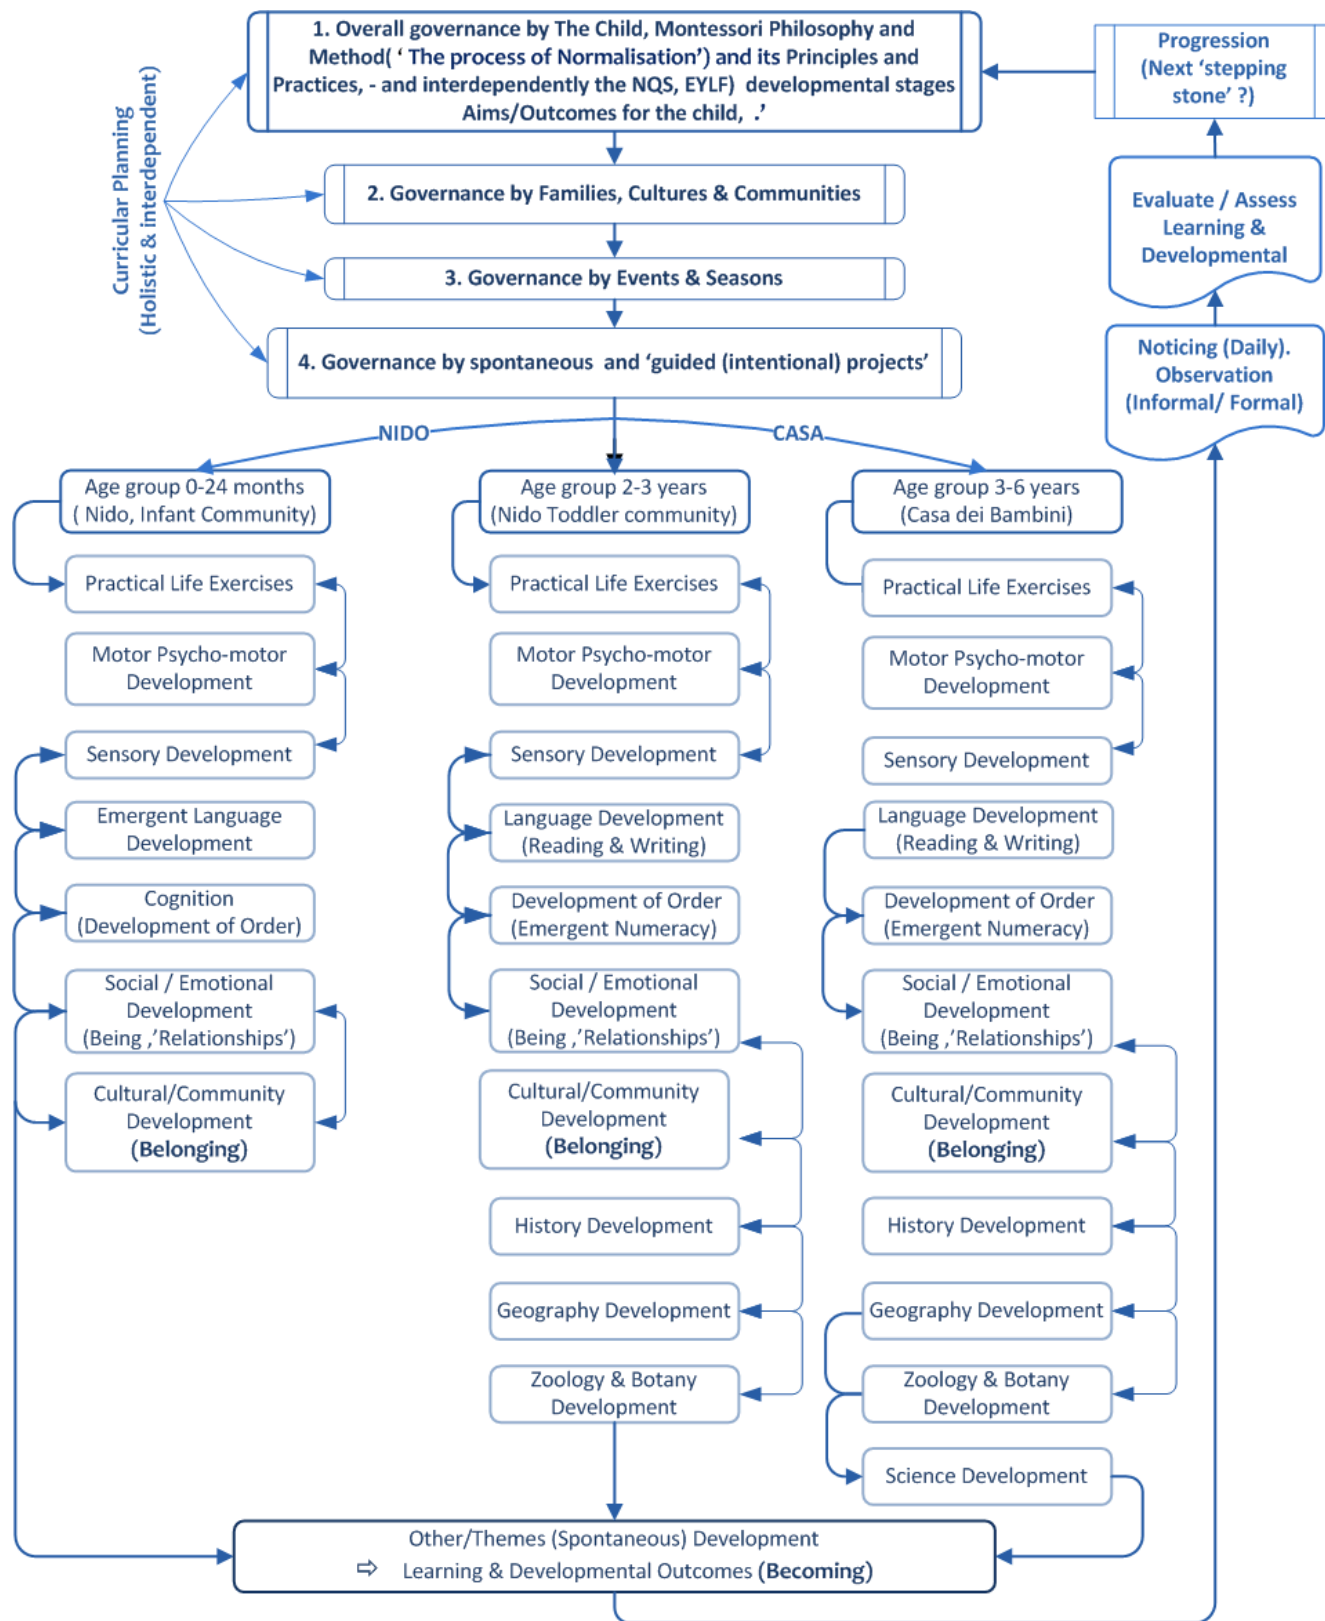 1. Overall governance by The Child, Montessori Philosophy and
Method( ‘ The process of Normalisation’) and its Principles and
Practices, - and interdependently the NQS, EYLF)  developmental stages
Aims/Outcomes for the child,  .’
Progression
(Next ‘stepping
stone’ ?)
Curricular Planning
(Holistic & interdependent)
2. Governance by Families, Cultures & Communities
Evaluate / Assess
Learning &
Developmental
3. Governance by Events & Seasons
4. Governance by spontaneous  and ‘guided (intentional) projects’
Noticing (Daily).
Observation
(Informal/ Formal)
NIDO
CASA
Age group 0-24 months
( Nido, Infant Community)
Practical Life Exercises
Motor Psycho-motor
Development
Sensory Development
Emergent Language
Development
Cognition
(Development of Order)
Social / Emotional
Development
(Being ,’Relationships’)
Cultural/Community
Development
(Belonging)
Age group 2-3 years
(Nido Toddler community)
Practical Life Exercises
Motor Psycho-motor
Development
Sensory Development
Language Development
(Reading & Writing)
Development of Order
(Emergent Numeracy)
Social / Emotional
Development
(Being ,’Relationships’)
Cultural/Community
Development
(Belonging)
History Development
Geography Development
Zoology & Botany
Development
Age group 3-6 years
(Casa dei Bambini)
Practical Life Exercises
Motor Psycho-motor
Development
Sensory Development
Language Development
(Reading & Writing)
Development of Order
(Emergent Numeracy)
Social / Emotional
Development
(Being ,’Relationships’)
Cultural/Community
Development
(Belonging)
History Development
Geography Development
Zoology & Botany
Development
Science Development
Other/Themes (Spontaneous) Development
⇨ Learning & Developmental Outcomes (Becoming)